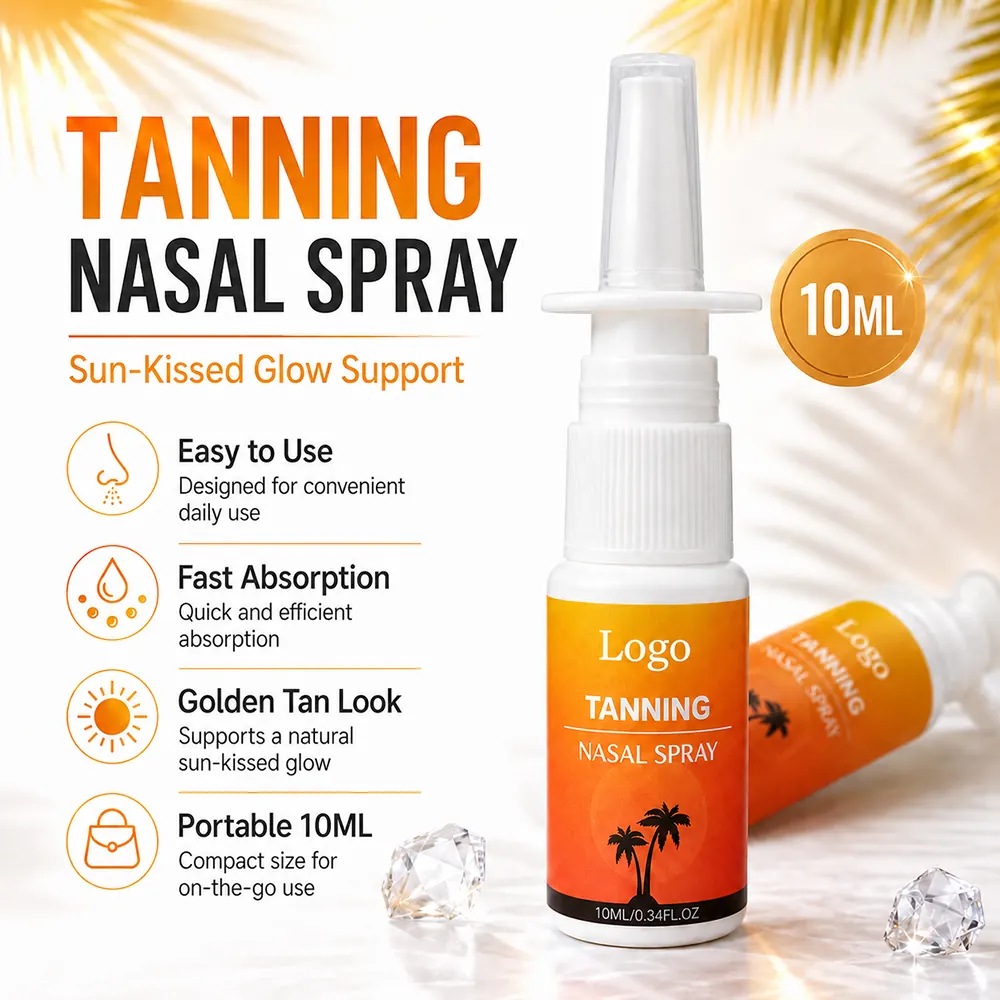 TANNING
NASAL SPRAY
Sun-Kissed Glow Support
Easy to Use
Designed for convenient
daily use
Fast Absorption
Quick and efficient
absorption
Golden Tan Look
Supports a natural
sun-kissed glow
Portable 10ML
Compact size for
on-the-go use
10ML
Logo
TANNING
NASAL SPRAY
10ML/0.34FL.OZ
Logo
TANNING
NASAL SPRAY